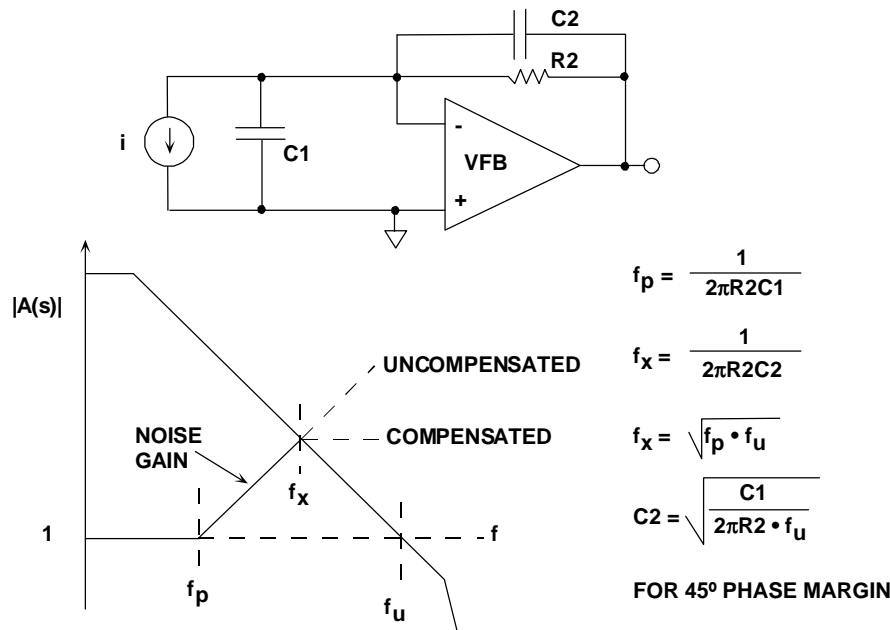 C2
R2
i
C1
-
VFB
+
|A(s)|
UNCOMPENSATED
COMPENSATED
NOISE
GAIN
fx
1
f
fp
fu
fp = 1 / 2πR2C1
fx = 1 / 2πR2C2
fx = √fp • fu
C2 = √C1 / 2πR2 • fu
FOR 45º PHASE MARGIN